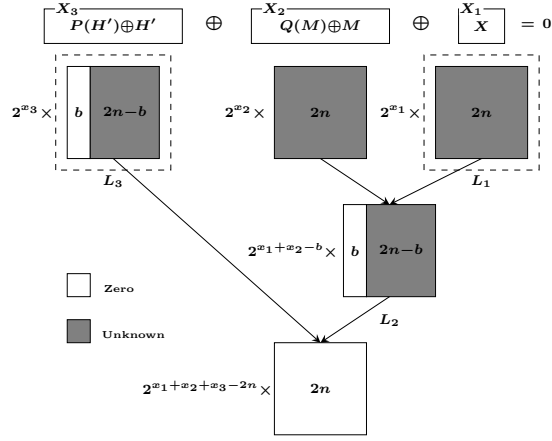 X₃ X₂ X₁
P(H′)⊕H′ ⊕ Q(M)⊕M ⊕ X = 0
2^{x₃}× b 2n−b 2^{x₂}× 2n 2^{x₁}× 2n
L₃ L₁
2^{x₁+x₂−b}× b 2n−b
Zero
L₂
Unknown
2^{x₁+x₂+x₃−2n}× 2n